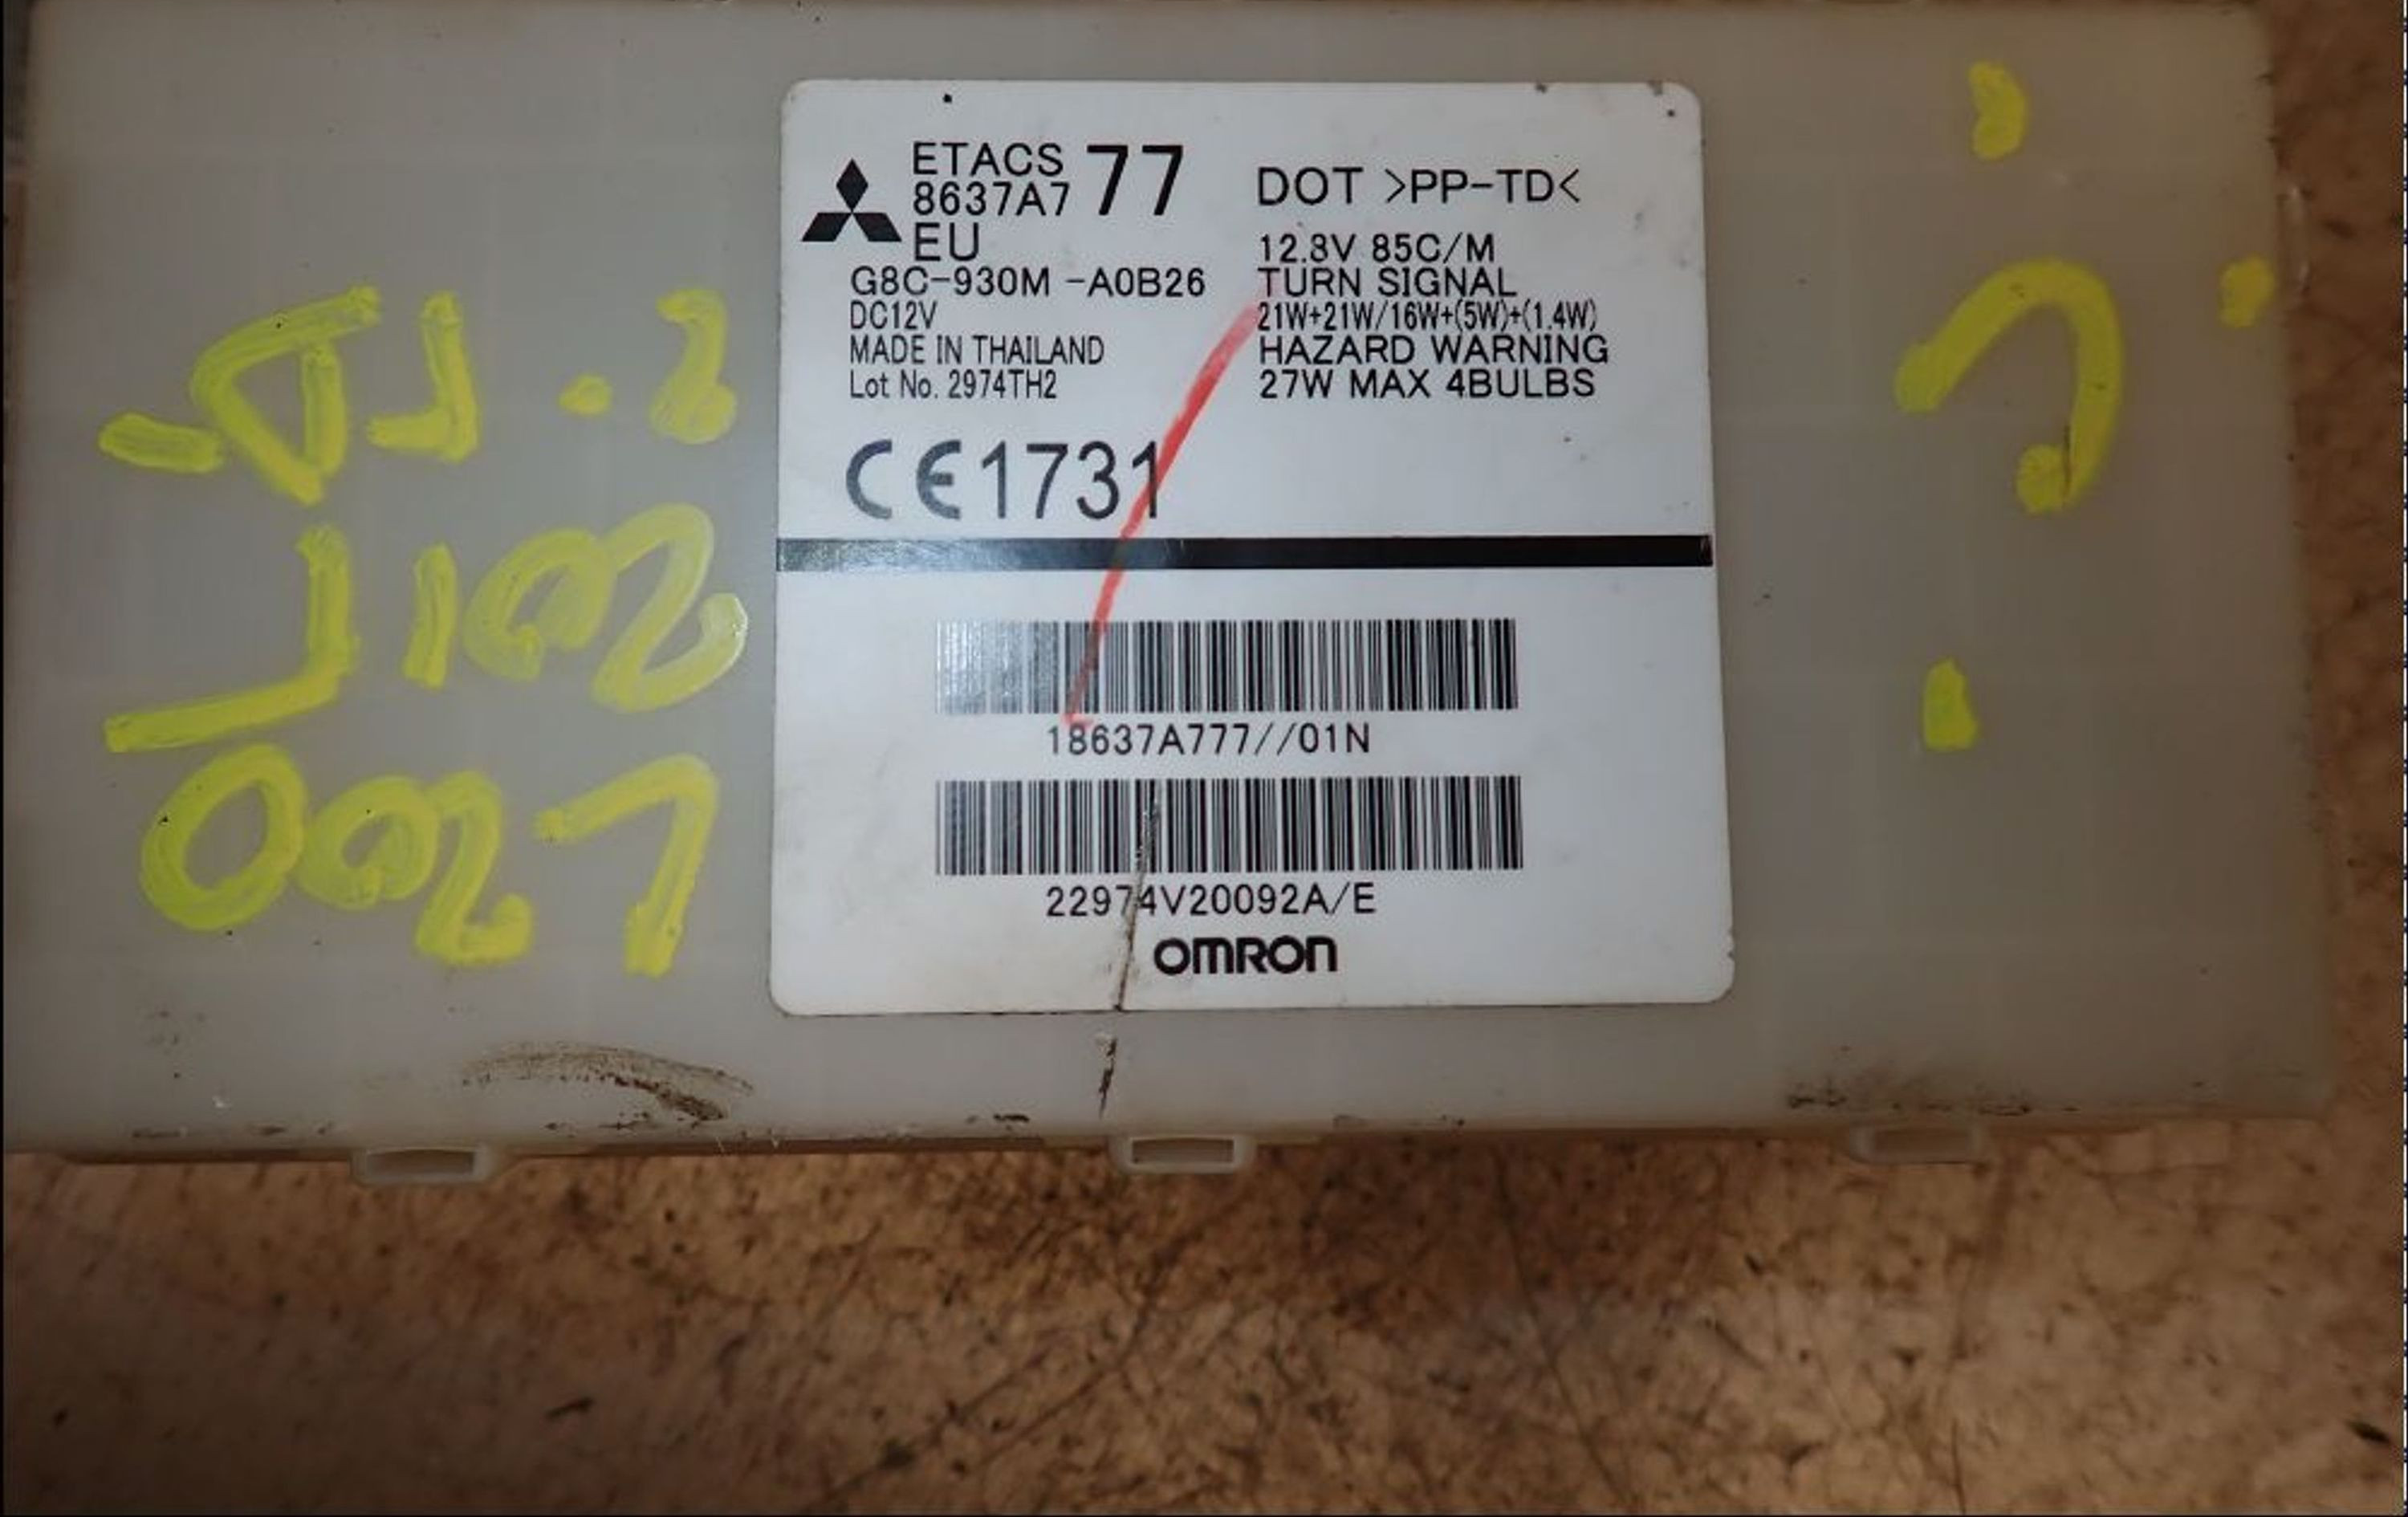 ETACS
8637A7 77
EU
G8C-930M -A0B26
DC12V
MADE IN THAILAND
Lot No. 2974TH2
DOT >PP-TD<
12.8V 85C/M
TURN SIGNAL
21W+21W/16W+(5W)+(1.4W)
HAZARD WARNING
27W MAX 4BULBS
CE1731
18637A777//01N
22974V20092A/E
OMRON